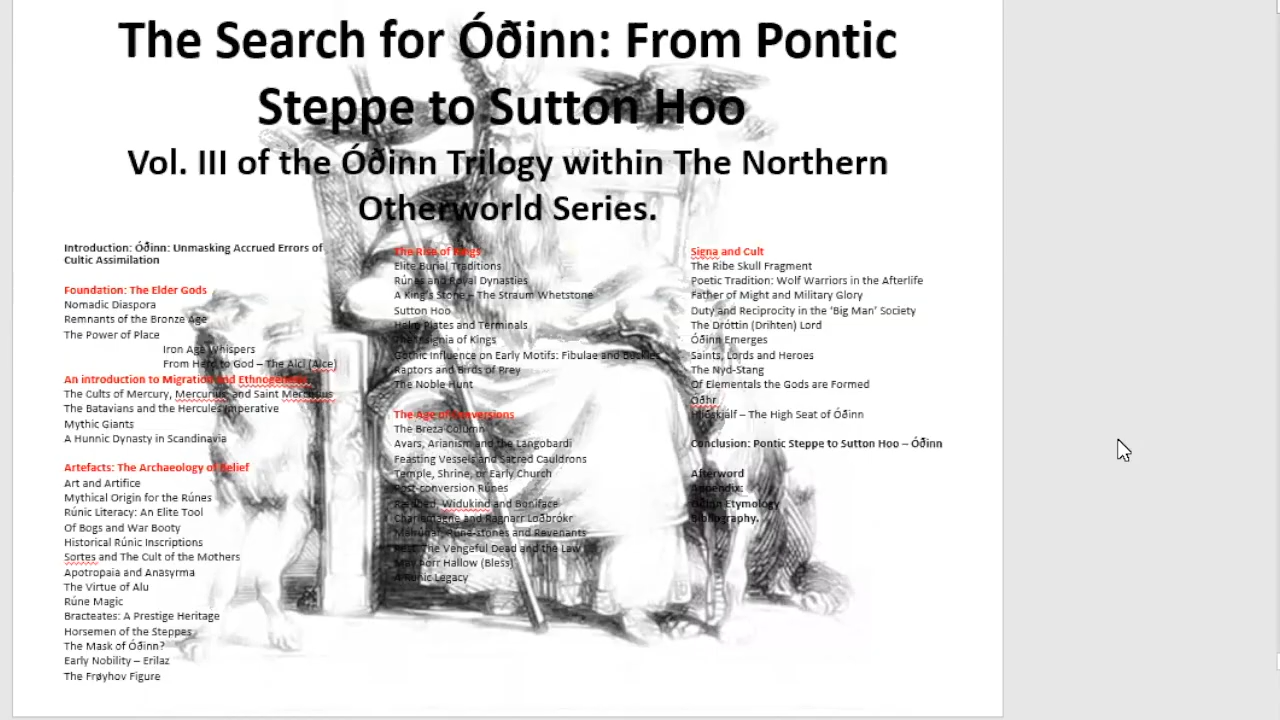 The Search for Óðinn: From Pontic
Steppe to Sutton Hoo
Vol. III of the Óðinn Trilogy within The Northern
Otherworld Series.
Introduction: Óðinn: Unmasking Accrued Errors of
Cultic Assimilation
Foundation: The Elder Gods
Nomadic Diaspora
Remnants of the Bronze Age
The Power of Place
Iron Age Whispers
From Hero to God – The Alci (Alce)
An introduction to Migration and Ethnogenesis
The Cults of Mercury, Mercurius, and Saint Mercurius
The Batavians and the Hercules Imperative
Mythic Giants
A Hunnic Dynasty in Scandinavia
Artefacts: The Archaeology of Belief
Art and Artifice
Mythical Origin for the Rúnes
Rúnic Literacy: An Elite Tool
Of Bogs and War Booty
Historical Rúnic Inscriptions
Sortes and The Cult of the Mothers
Apotropaia and Anasyrma
The Virtue of Alu
Rúne Magic
Bracteates: A Prestige Heritage
Horsemen of the Steppes
The Mask of Óðinn?
Early Nobility – Erilaz
The Frøyhov Figure
The Rise of Kings
Elite Burial Traditions
Rúnes and Royal Dynasties
A King's Stone – The Straum Whetstone
Sutton Hoo
Plates and Terminals
The Insignia of Kings
Gothic Influence on Early Motifs: Fibulae and Buckles
Raptors and Birds of Prey
The Noble Hunt
The Age of Conversions
The Breza Column
Avars, Arianism and the Langobardi
Feasting Vessels and Sacred Cauldrons
Temple, Shrine, or Early Church
Post-conversion Rúnes
Rædbed, Widukind and Boniface
Charlemagne and Ragnarr Loðbrókr
Rúne-stones and Revenants
The Vengeful Dead and the Law
May Þórr Hallow (Bless)
A Rúnic Legacy
Signa and Cult
The Ribe Skull Fragment
Poetic Tradition: Wolf Warriors in the Afterlife
Father of Might and Military Glory
Duty and Reciprocity in the ‘Big Man’ Society
The Dróttin (Drihten) Lord
Óðinn Emerges
Saints, Lords and Heroes
The Nyd-Stang
Of Elementals the Gods are Formed
Óðhr
Hliðskjálf – The High Seat of Óðinn
Conclusion: Pontic Steppe to Sutton Hoo – Óðinn
Afterword
Appendix:
Óðinn Etymology
Bibliography.